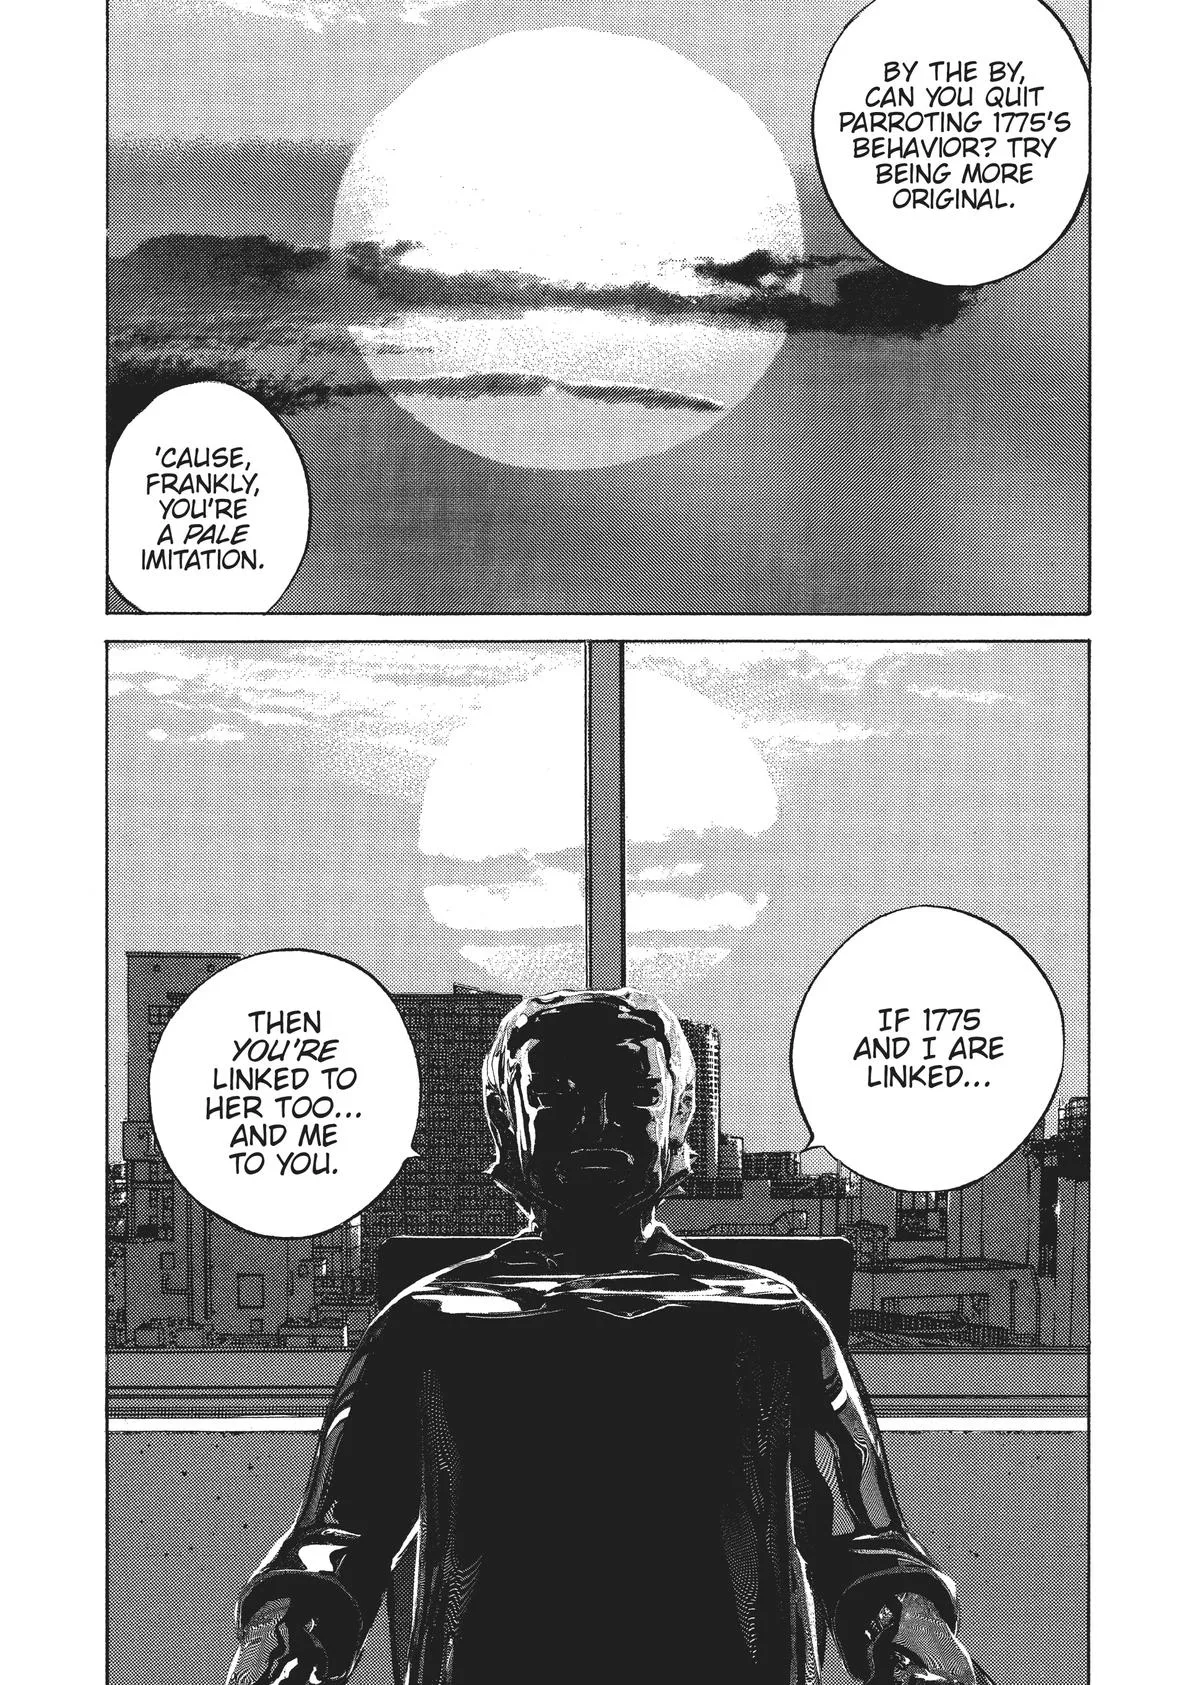 BY THE BY,
CAN YOU QUIT
PARROTING 1775'S
BEHAVIOR? TRY
BEING MORE
ORIGINAL.
'CAUSE,
FRANKLY,
YOU'RE
A PALE
IMITATION.
IF 1775
AND I ARE
LINKED...
THEN
YOU'RE
LINKED TO
HER TOO...
AND ME
TO YOU.